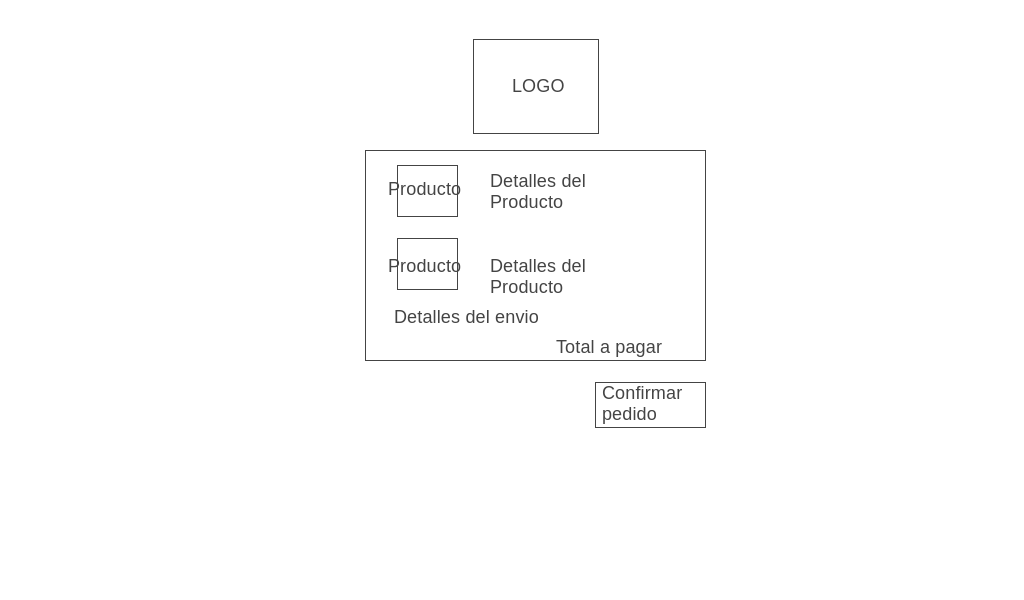 LOGO
Producto
Detalles del
Producto
Producto
Detalles del
Producto
Detalles del envio
Total a pagar
Confirmar
pedido